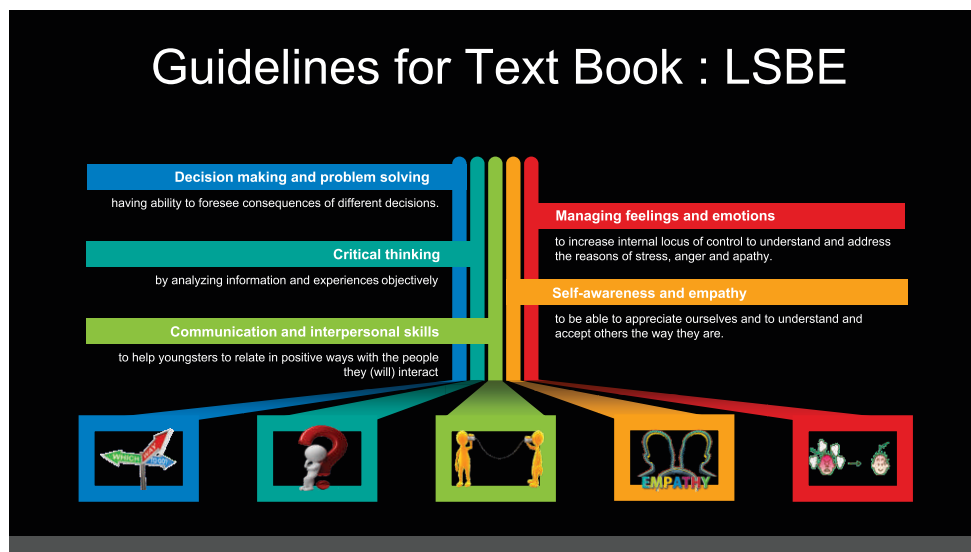 Guidelines for Text Book : LSBE
Decision making and problem solving
having ability to foresee consequences of different decisions.
Critical thinking
by analyzing information and experiences objectively
Communication and interpersonal skills
to help youngsters to relate in positive ways with the people
they (will) interact
Managing feelings and emotions
to increase internal locus of control to understand and address
the reasons of stress, anger and apathy.
Self-awareness and empathy
to be able to appreciate ourselves and to understand and
accept others the way they are.
WHICH
WAY
TO GO?
EMPATHY